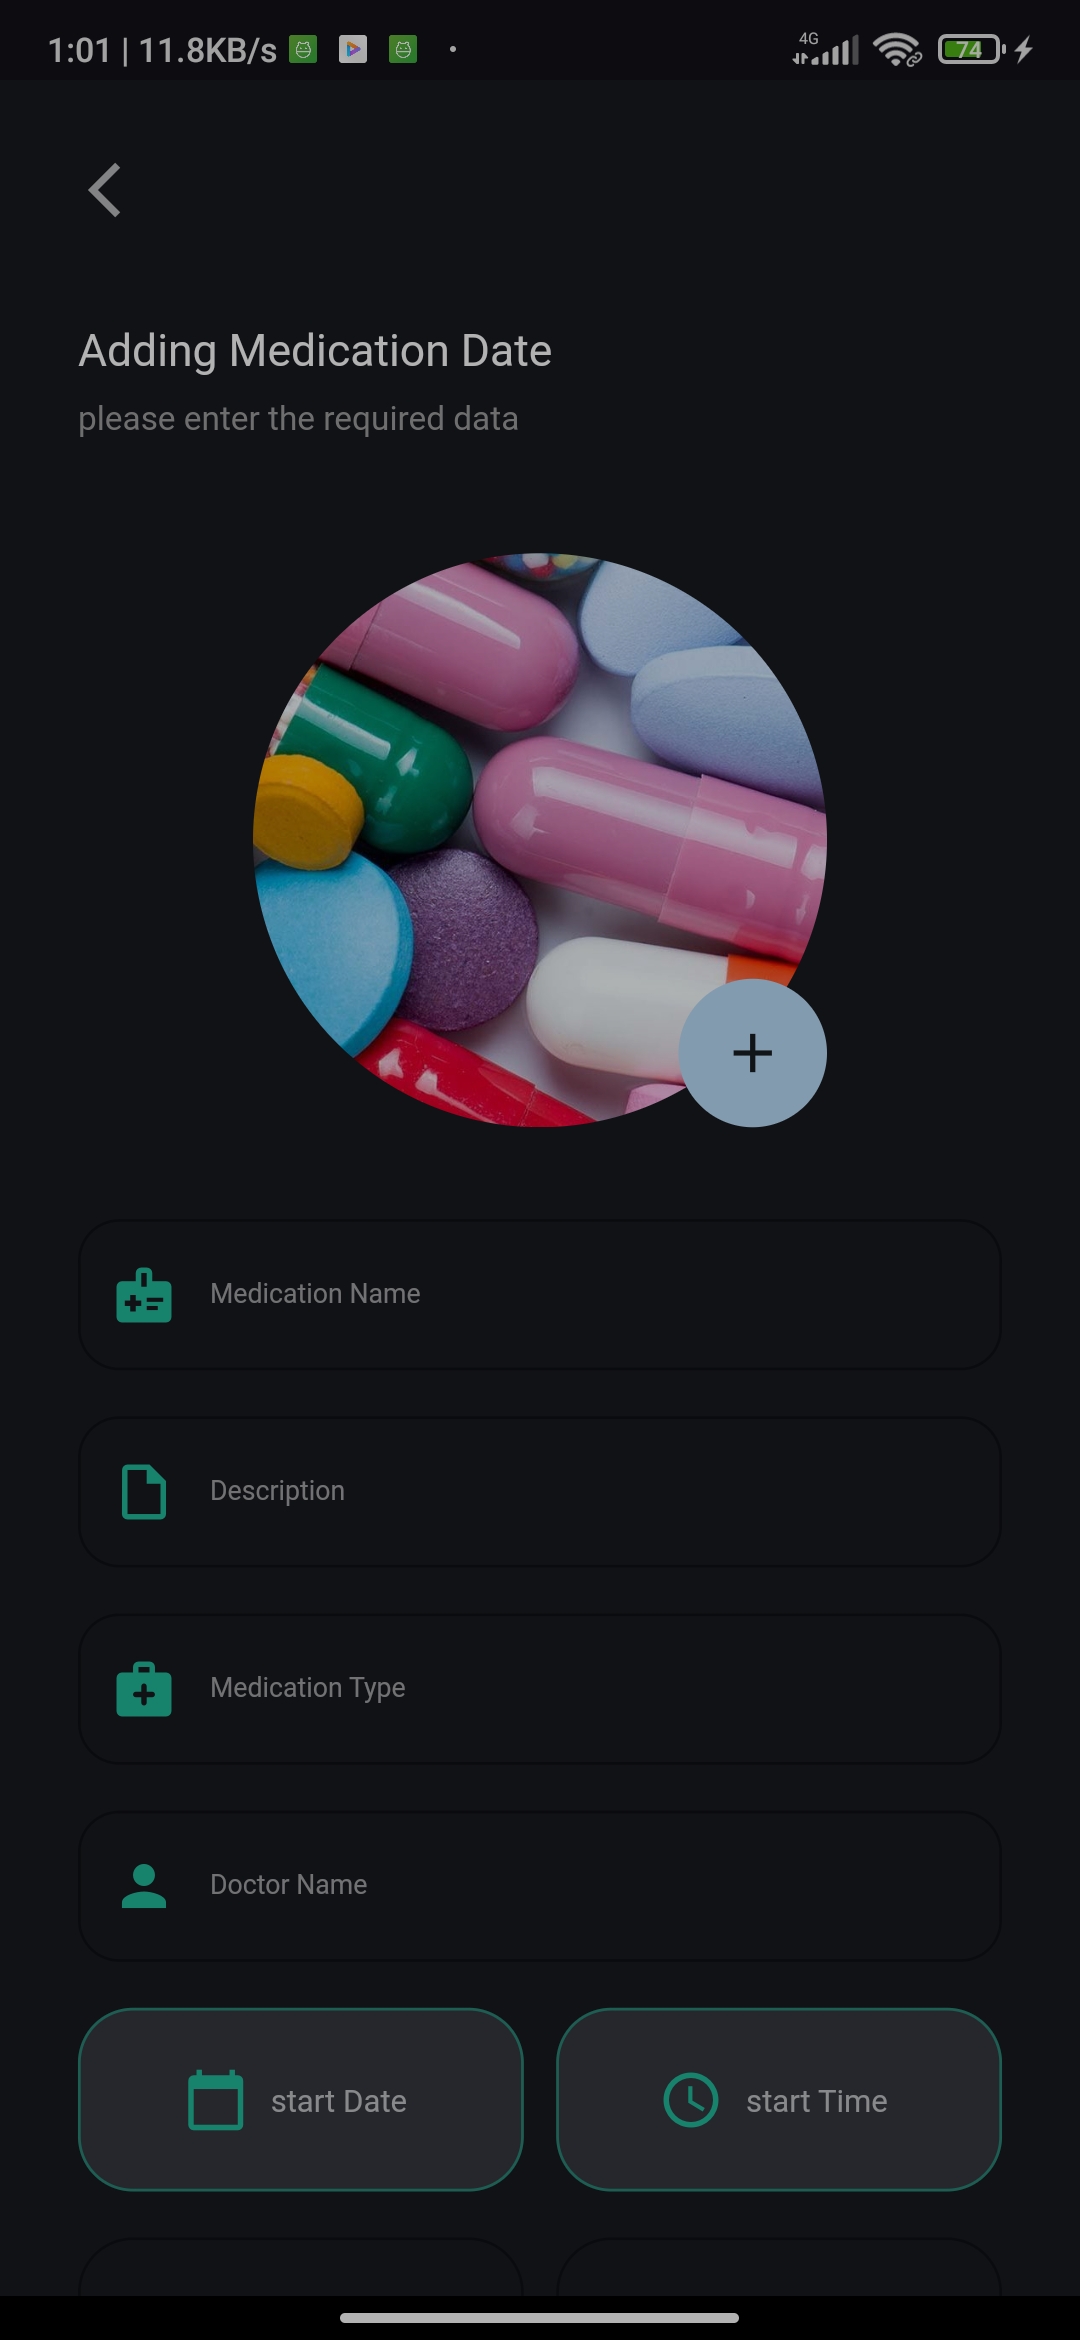 1:01 | 11.8KB/s
4G
74
Adding Medication Date
please enter the required data
Medication Name
Description
Medication Type
Doctor Name
start Date
start Time